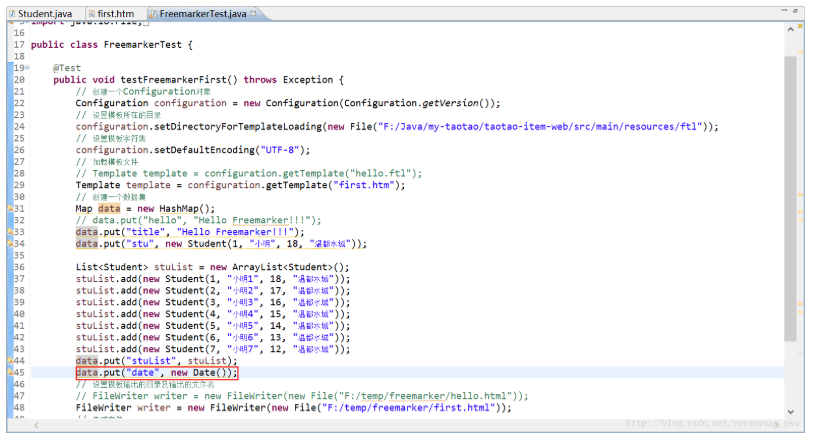 Student.java first.htm FreemarkerTest.java
16
17 public class FreemarkerTest {
18
19 @Test
20 public void testFreemarkerFirst() throws Exception {
21 // 创建一个Configuration对象
22 Configuration configuration = new Configuration(Configuration.getVersion());
23 // 设置模板所在的目录
24 configuration.setDirectoryForTemplateLoading(new File("F:/Java/my-taotao/taotao-item-web/src/main/resources/ftl"));
25 // 设置模板字符集
26 configuration.setDefaultEncoding("UTF-8");
27 // 加载模板文件
28 // Template template = configuration.getTemplate("hello.ftl");
29 Template template = configuration.getTemplate("first.htm");
30 // 创建一个数据集
31 Map data = new HashMap();
32 // data.put("hello", "Hello Freemarker!!!");
33 data.put("title", "Hello Freemarker!!!");
34 data.put("stu", new Student(1, "小明", 18, "温都水城"));
35
36 List<Student> stuList = new ArrayList<Student>();
37 stuList.add(new Student(1, "小明1", 18, "温都水城"));
38 stuList.add(new Student(2, "小明2", 17, "温都水城"));
39 stuList.add(new Student(3, "小明3", 16, "温都水城"));
40 stuList.add(new Student(4, "小明4", 15, "温都水城"));
41 stuList.add(new Student(5, "小明5", 14, "温都水城"));
42 stuList.add(new Student(6, "小明6", 13, "温都水城"));
43 stuList.add(new Student(7, "小明7", 12, "温都水城"));
44 data.put("stuList", stuList);
45 data.put("date", new Date());
46 // 设置模板输出的目录及输出的文件名
47 // FileWriter writer = new FileWriter(new File("F:/temp/freemarker/hello.html"));
48 FileWriter writer = new FileWriter(new File("F:/temp/freemarker/first.html"));